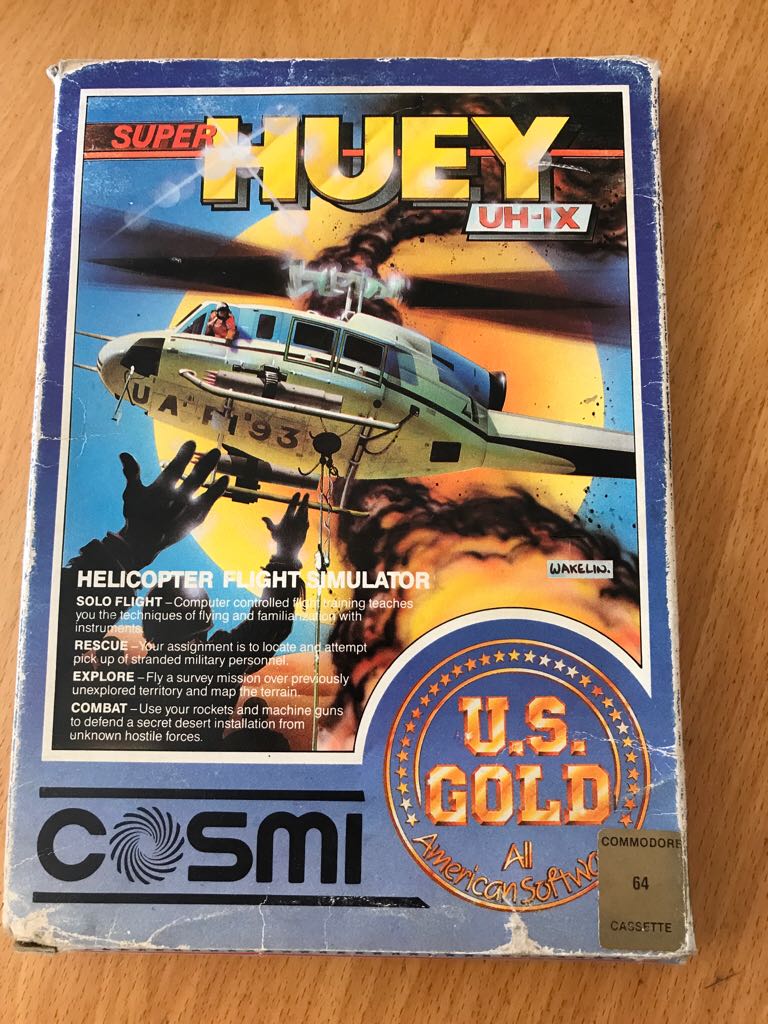 SUPER HUEY
UH-IX
WAKELIN.
HELICOPTER FLIGHT SIMULATOR
SOLO FLIGHT – Computer controlled flight training teaches
you the techniques of flying and familiarization with
instruments.
RESCUE – Your assignment is to locate and attempt
pick up of stranded military personnel.
EXPLORE – Fly a survey mission over previously
unexplored territory and map the terrain.
COMBAT – Use your rockets and machine guns
to defend a secret desert installation from
unknown hostile forces.
U.S.
GOLD
All
American Softwa
COSMI
COMMODORE
64
CASSETTE